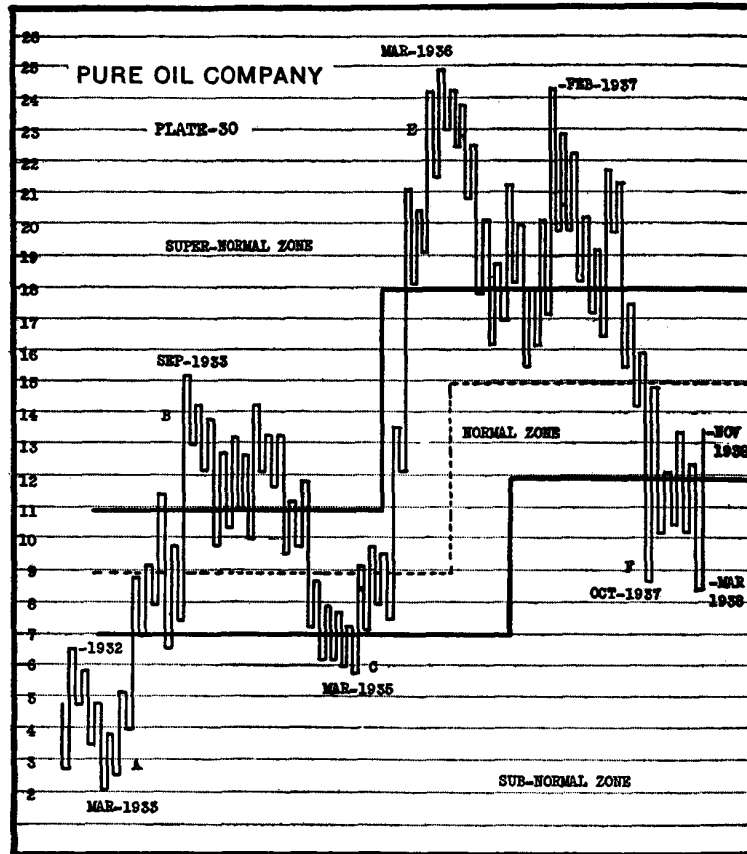 26
MAR-1936
25
PURE OIL COMPANY
-FEB-1937
24
PLATE-30
E
23
22
21
20
SUPER-NORMAL ZONE
19
18
17
16
SEP-1933
15
14
B
NORMAL ZONE
-NOV
1938
13
12
11
10
9
F
OCT-1937
-MAR
1938
8
7
-1932
6
C
MAR-1935
5
4
3
A
SUB-NORMAL ZONE
2
MAR-1933